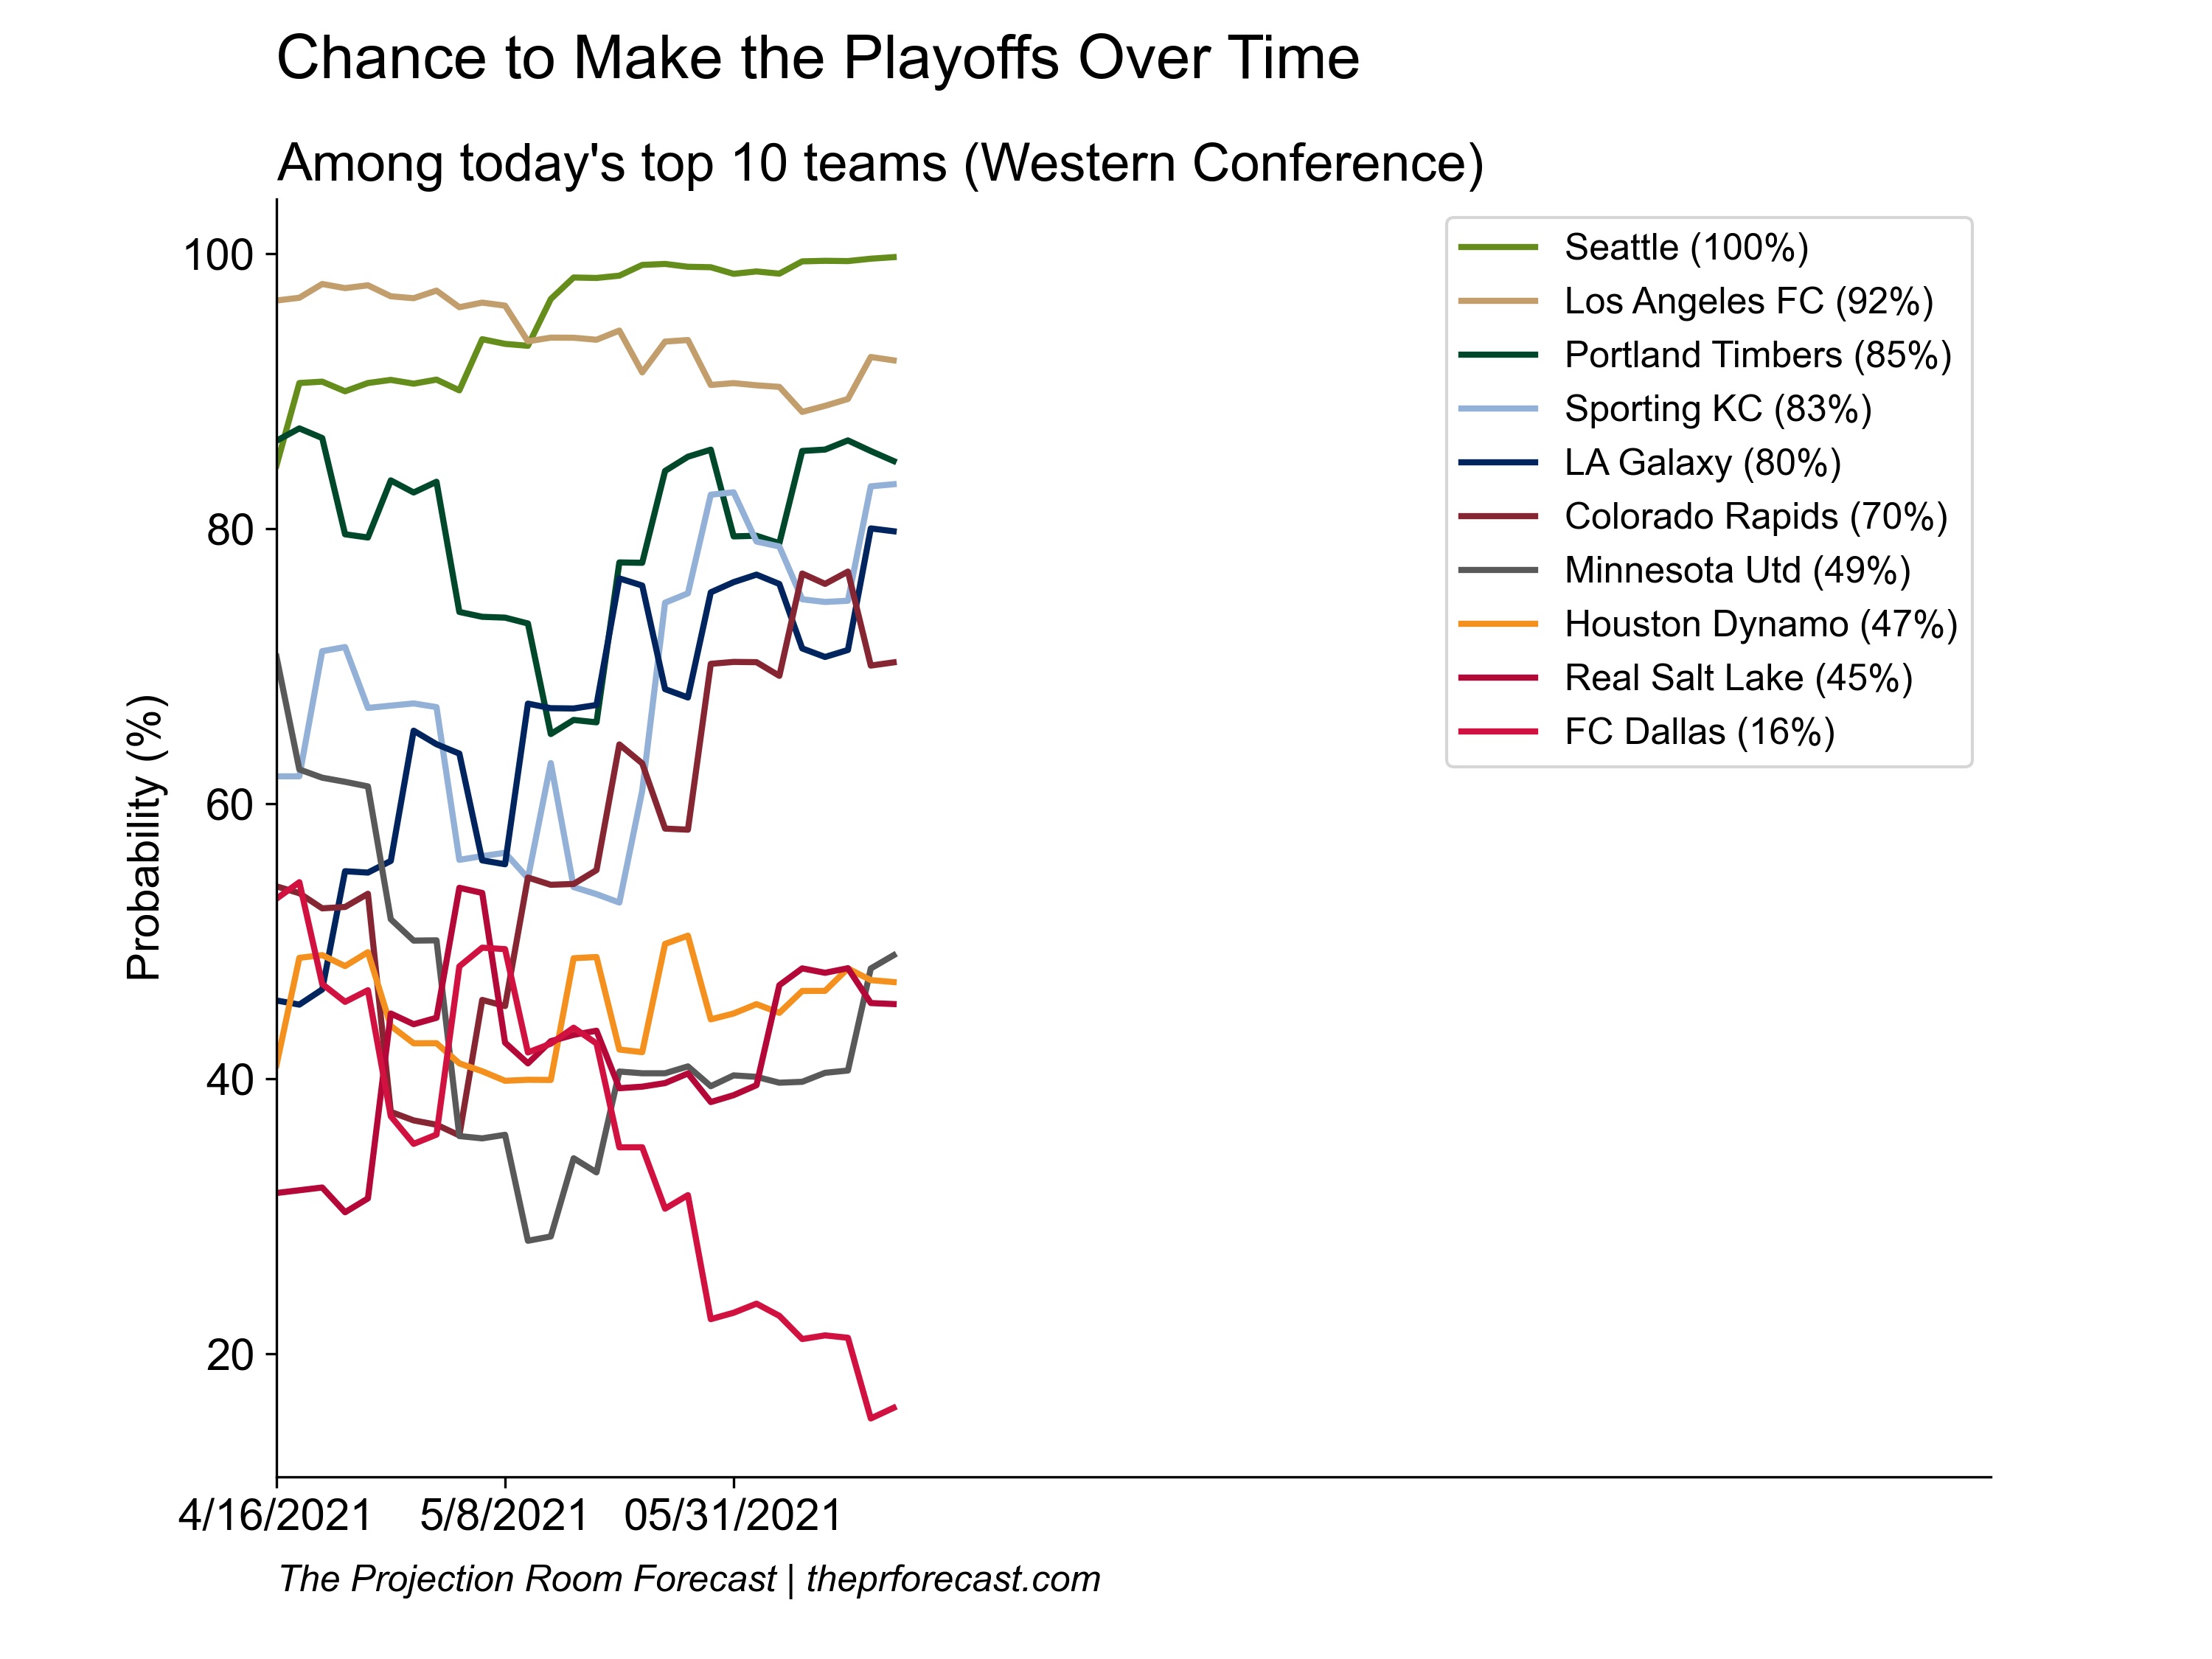 Chance to Make the Playoffs Over Time
Among today's top 10 teams (Western Conference)
Probability (%)
100
80
60
40
20
Seattle (100%)
Los Angeles FC (92%)
Portland Timbers (85%)
Sporting KC (83%)
LA Galaxy (80%)
Colorado Rapids (70%)
Minnesota Utd (49%)
Houston Dynamo (47%)
Real Salt Lake (45%)
FC Dallas (16%)
4/16/2021 5/8/2021 05/31/2021
The Projection Room Forecast | theprforecast.com